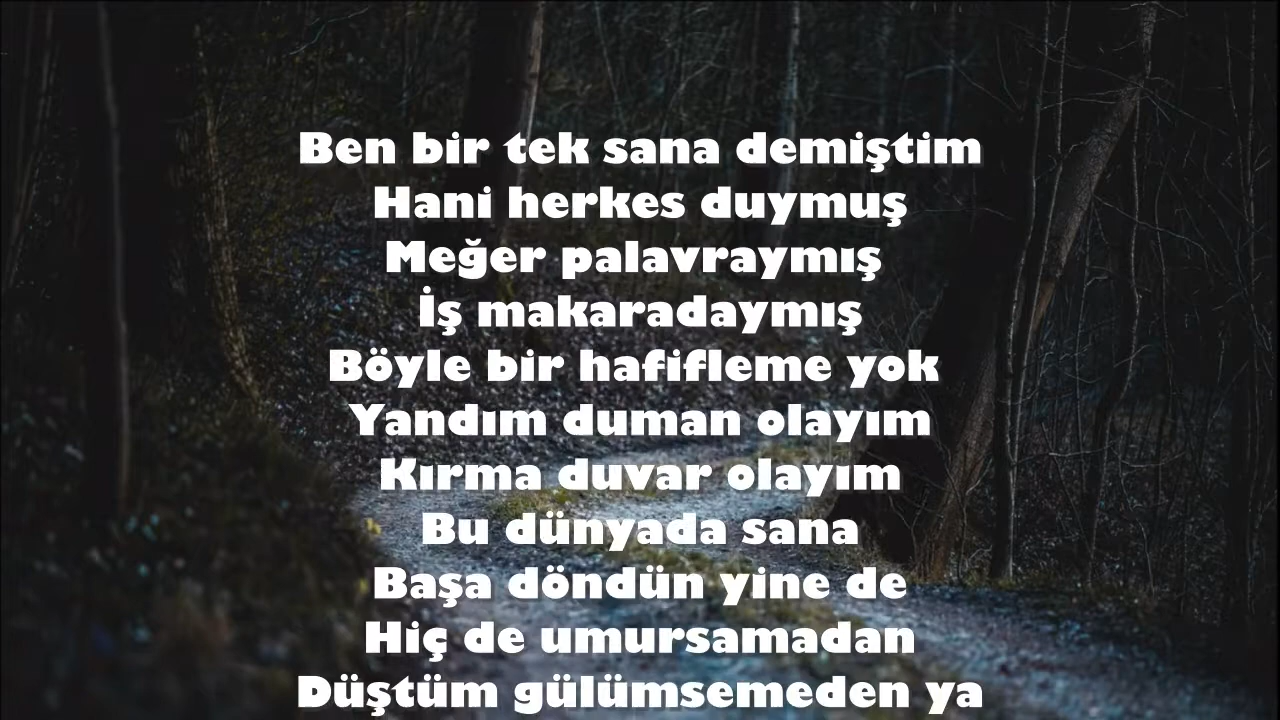 Ben bir tek sana demiştim
Hani herkes duymuş
Meğer palavraymış
İş makaradaymış
Böyle bir hafifleme yok
Yandım duman olayım
Kırma duvar olayım
Bu dünyada sana
Başa döndün yine de
Hiç de umursamadan
Düştüm gülümsemeden ya